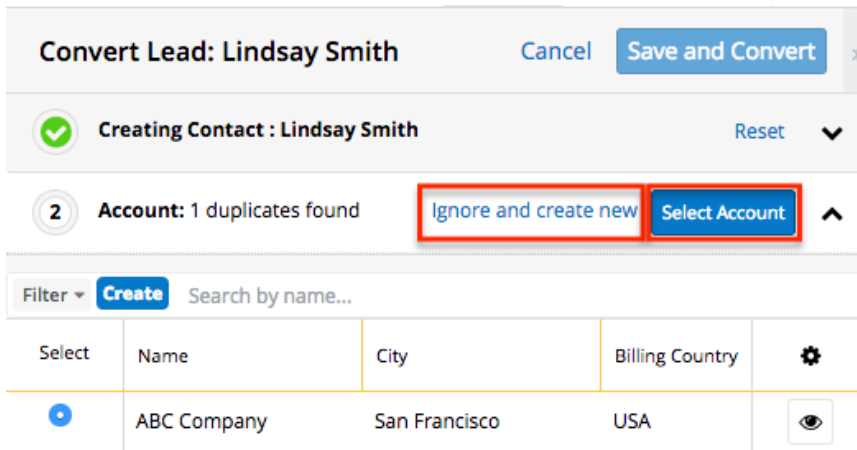 Convert Lead: Lindsay Smith Cancel Save and Convert
Creating Contact : Lindsay Smith Reset
2 Account: 1 duplicates found Ignore and create new Select Account
Filter Create Search by name...
Select Name City Billing Country
ABC Company San Francisco USA